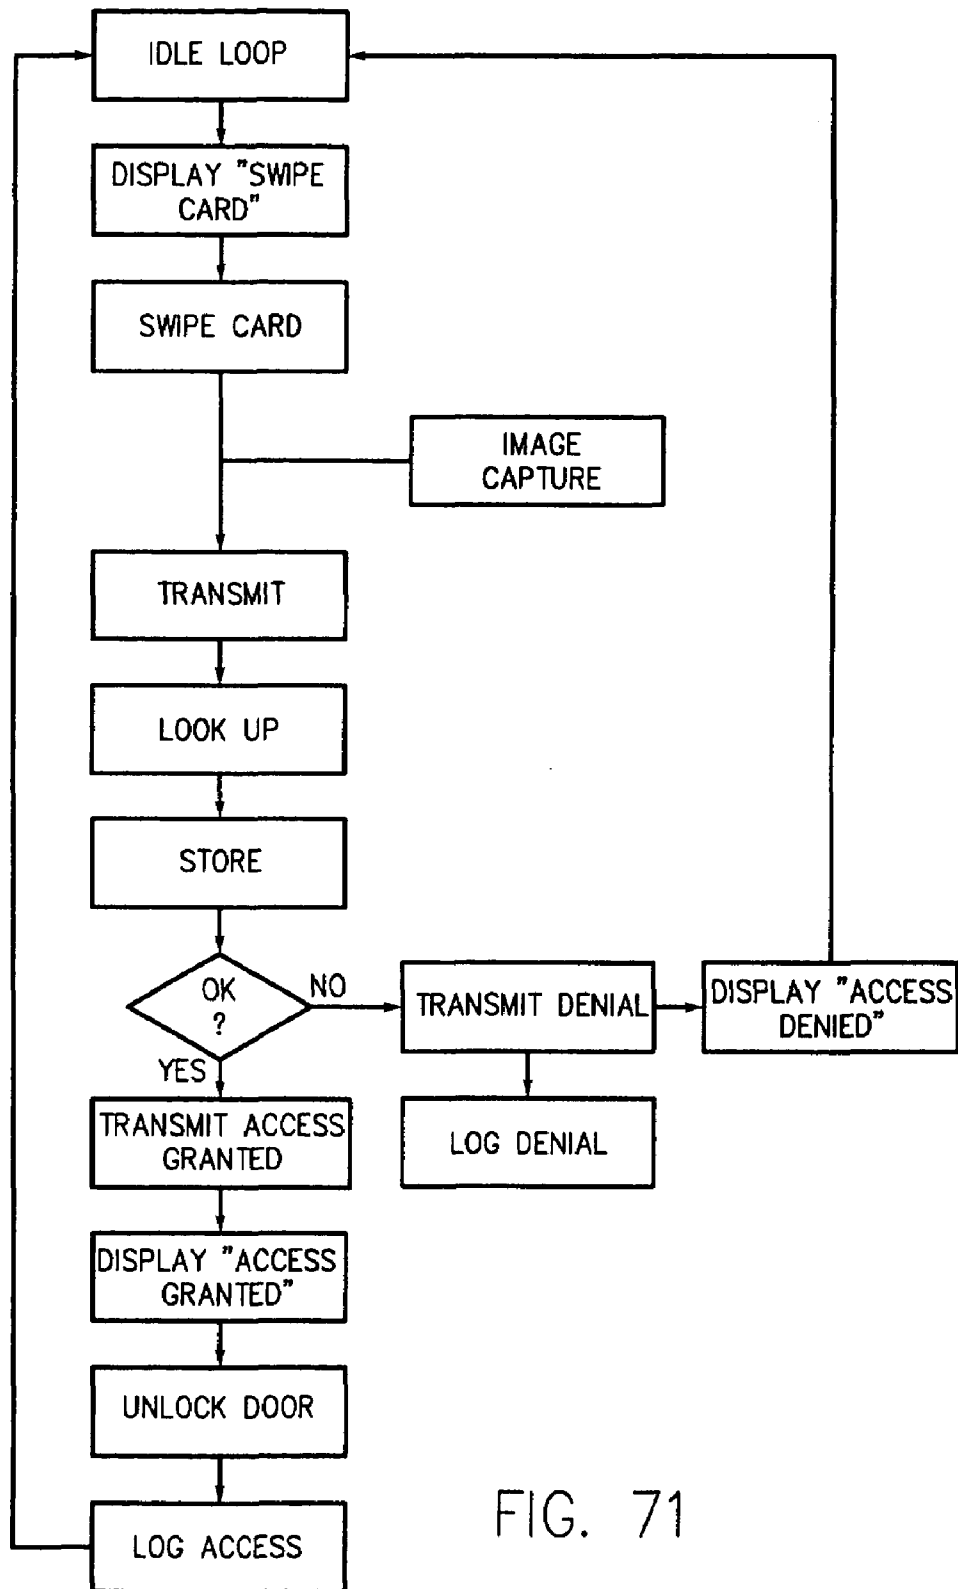 IDLE LOOP
DISPLAY "SWIPE
CARD"
SWIPE CARD
IMAGE
CAPTURE
TRANSMIT
LOOK UP
STORE
OK
?
NO
YES
TRANSMIT DENIAL
DISPLAY "ACCESS
DENIED"
LOG DENIAL
TRANSMIT ACCESS
GRANTED
DISPLAY "ACCESS
GRANTED"
UNLOCK DOOR
LOG ACCESS
FIG. 71